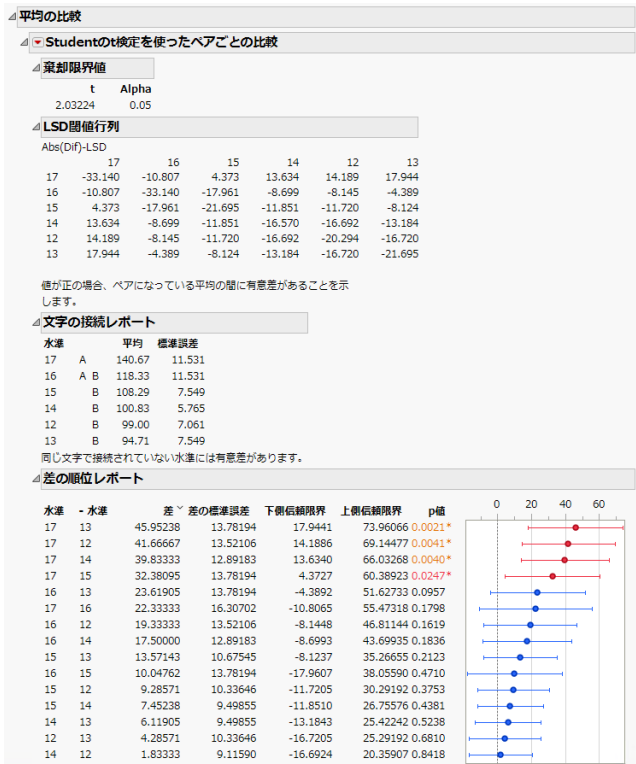 平均の比較
Studentのt検定を使ったペアごとの比較
棄却限界値
t Alpha
2.03224 0.05
LSD閾値行列
Abs(Dif)-LSD
17 16 15 14 12 13
17 -33.140 -10.807 4.373 13.634 14.189 17.944
16 -10.807 -33.140 -17.961 -8.699 -8.145 -4.389
15 4.373 -17.961 -21.695 -11.851 -11.720 -8.124
14 13.634 -8.699 -11.851 -16.570 -16.692 -13.184
12 14.189 -8.145 -11.720 -16.692 -20.294 -16.720
13 17.944 -4.389 -8.124 -13.184 -16.720 -21.695
値が正の場合、ペアになっている平均の間に有意差があることを示
します。
文字の接続レポート
水準 平均 標準誤差
17 A 140.67 11.531
16 A B 118.33 11.531
15 B 108.29 7.549
14 B 100.83 5.765
12 B 99.00 7.061
13 B 94.71 7.549
同じ文字で接続されていない水準には有意差があります。
差の順位レポート
水準 - 水準 差 差の標準誤差 下側信頼限界 上側信頼限界 p値 0 20 40 60
17 13 45.95238 13.78194 17.9441 73.96066 0.0021*
17 12 41.66667 13.52106 14.1886 69.14477 0.0041*
17 14 39.83333 12.89183 13.6340 66.03268 0.0040*
17 15 32.38095 13.78194 4.3727 60.38923 0.0247*
16 13 23.61905 13.78194 -4.3892 51.62733 0.0957
17 16 22.33333 16.30702 -10.8065 55.47318 0.1798
16 12 19.33333 13.52106 -8.1448 46.81144 0.1619
16 14 17.50000 12.89183 -8.6993 43.69935 0.1836
15 13 13.57143 10.67545 -8.1237 35.26655 0.2123
16 15 10.04762 13.78194 -17.9607 38.05590 0.4710
15 12 9.28571 10.33646 -11.7205 30.29192 0.3753
15 14 7.45238 9.49855 -11.8510 26.75576 0.4381
14 13 6.11905 9.49855 -13.1843 25.42242 0.5238
12 13 4.28571 10.33646 -16.7205 25.29192 0.6810
14 12 1.83333 9.11590 -16.6924 20.35907 0.8418